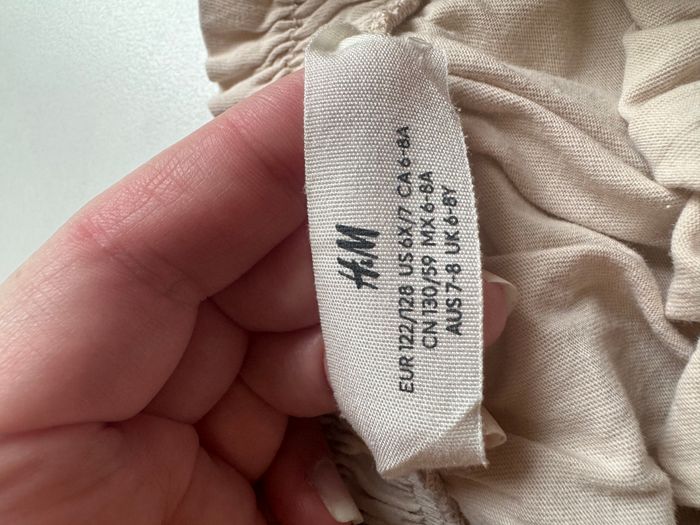 H&M
EUR 122/128 US 6X/7 CA 6-8A
CN 130/59 MX 6-8A
AUS 7-8 UK 6-8Y